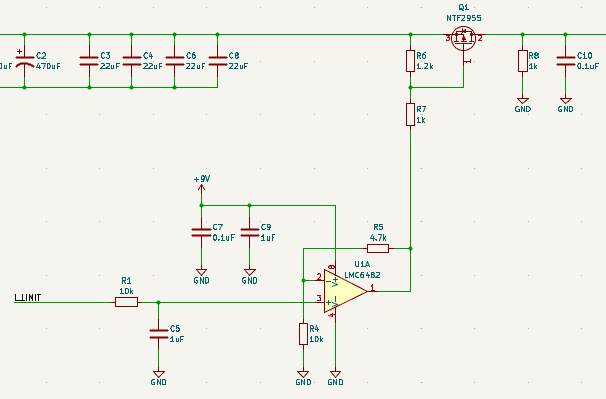 Q1
NTF2955
3
2
1
0uF
+
C2
470uF
C3
22uF
C4
22uF
C6
22uF
C8
22uF
R6
1.2k
R8
1k
C10
0.1uF
R7
1k
GND
GND
+9V
C7
0.1uF
C9
1uF
R5
4.7k
GND
GND
U1A
LMC6482
8
V+
2
-
1
3
+
V-
4
I_LIMIT
R1
10k
C5
1uF
R4
10k
GND
GND
GND